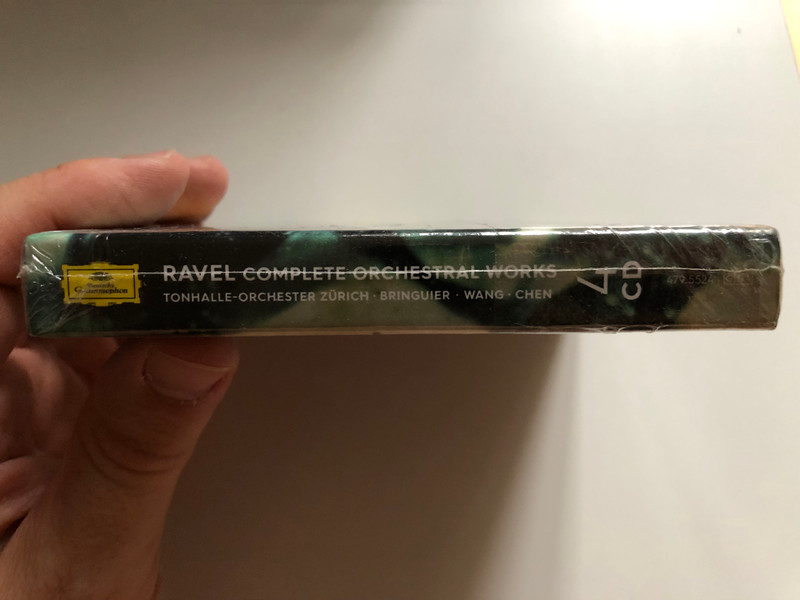 Deutsche Grammophon
RAVEL COMPLETE ORCHESTRAL WORKS
TONHALLE-ORCHESTER ZÜRICH · BRINGUIER · WANG · CHEN
4
CD